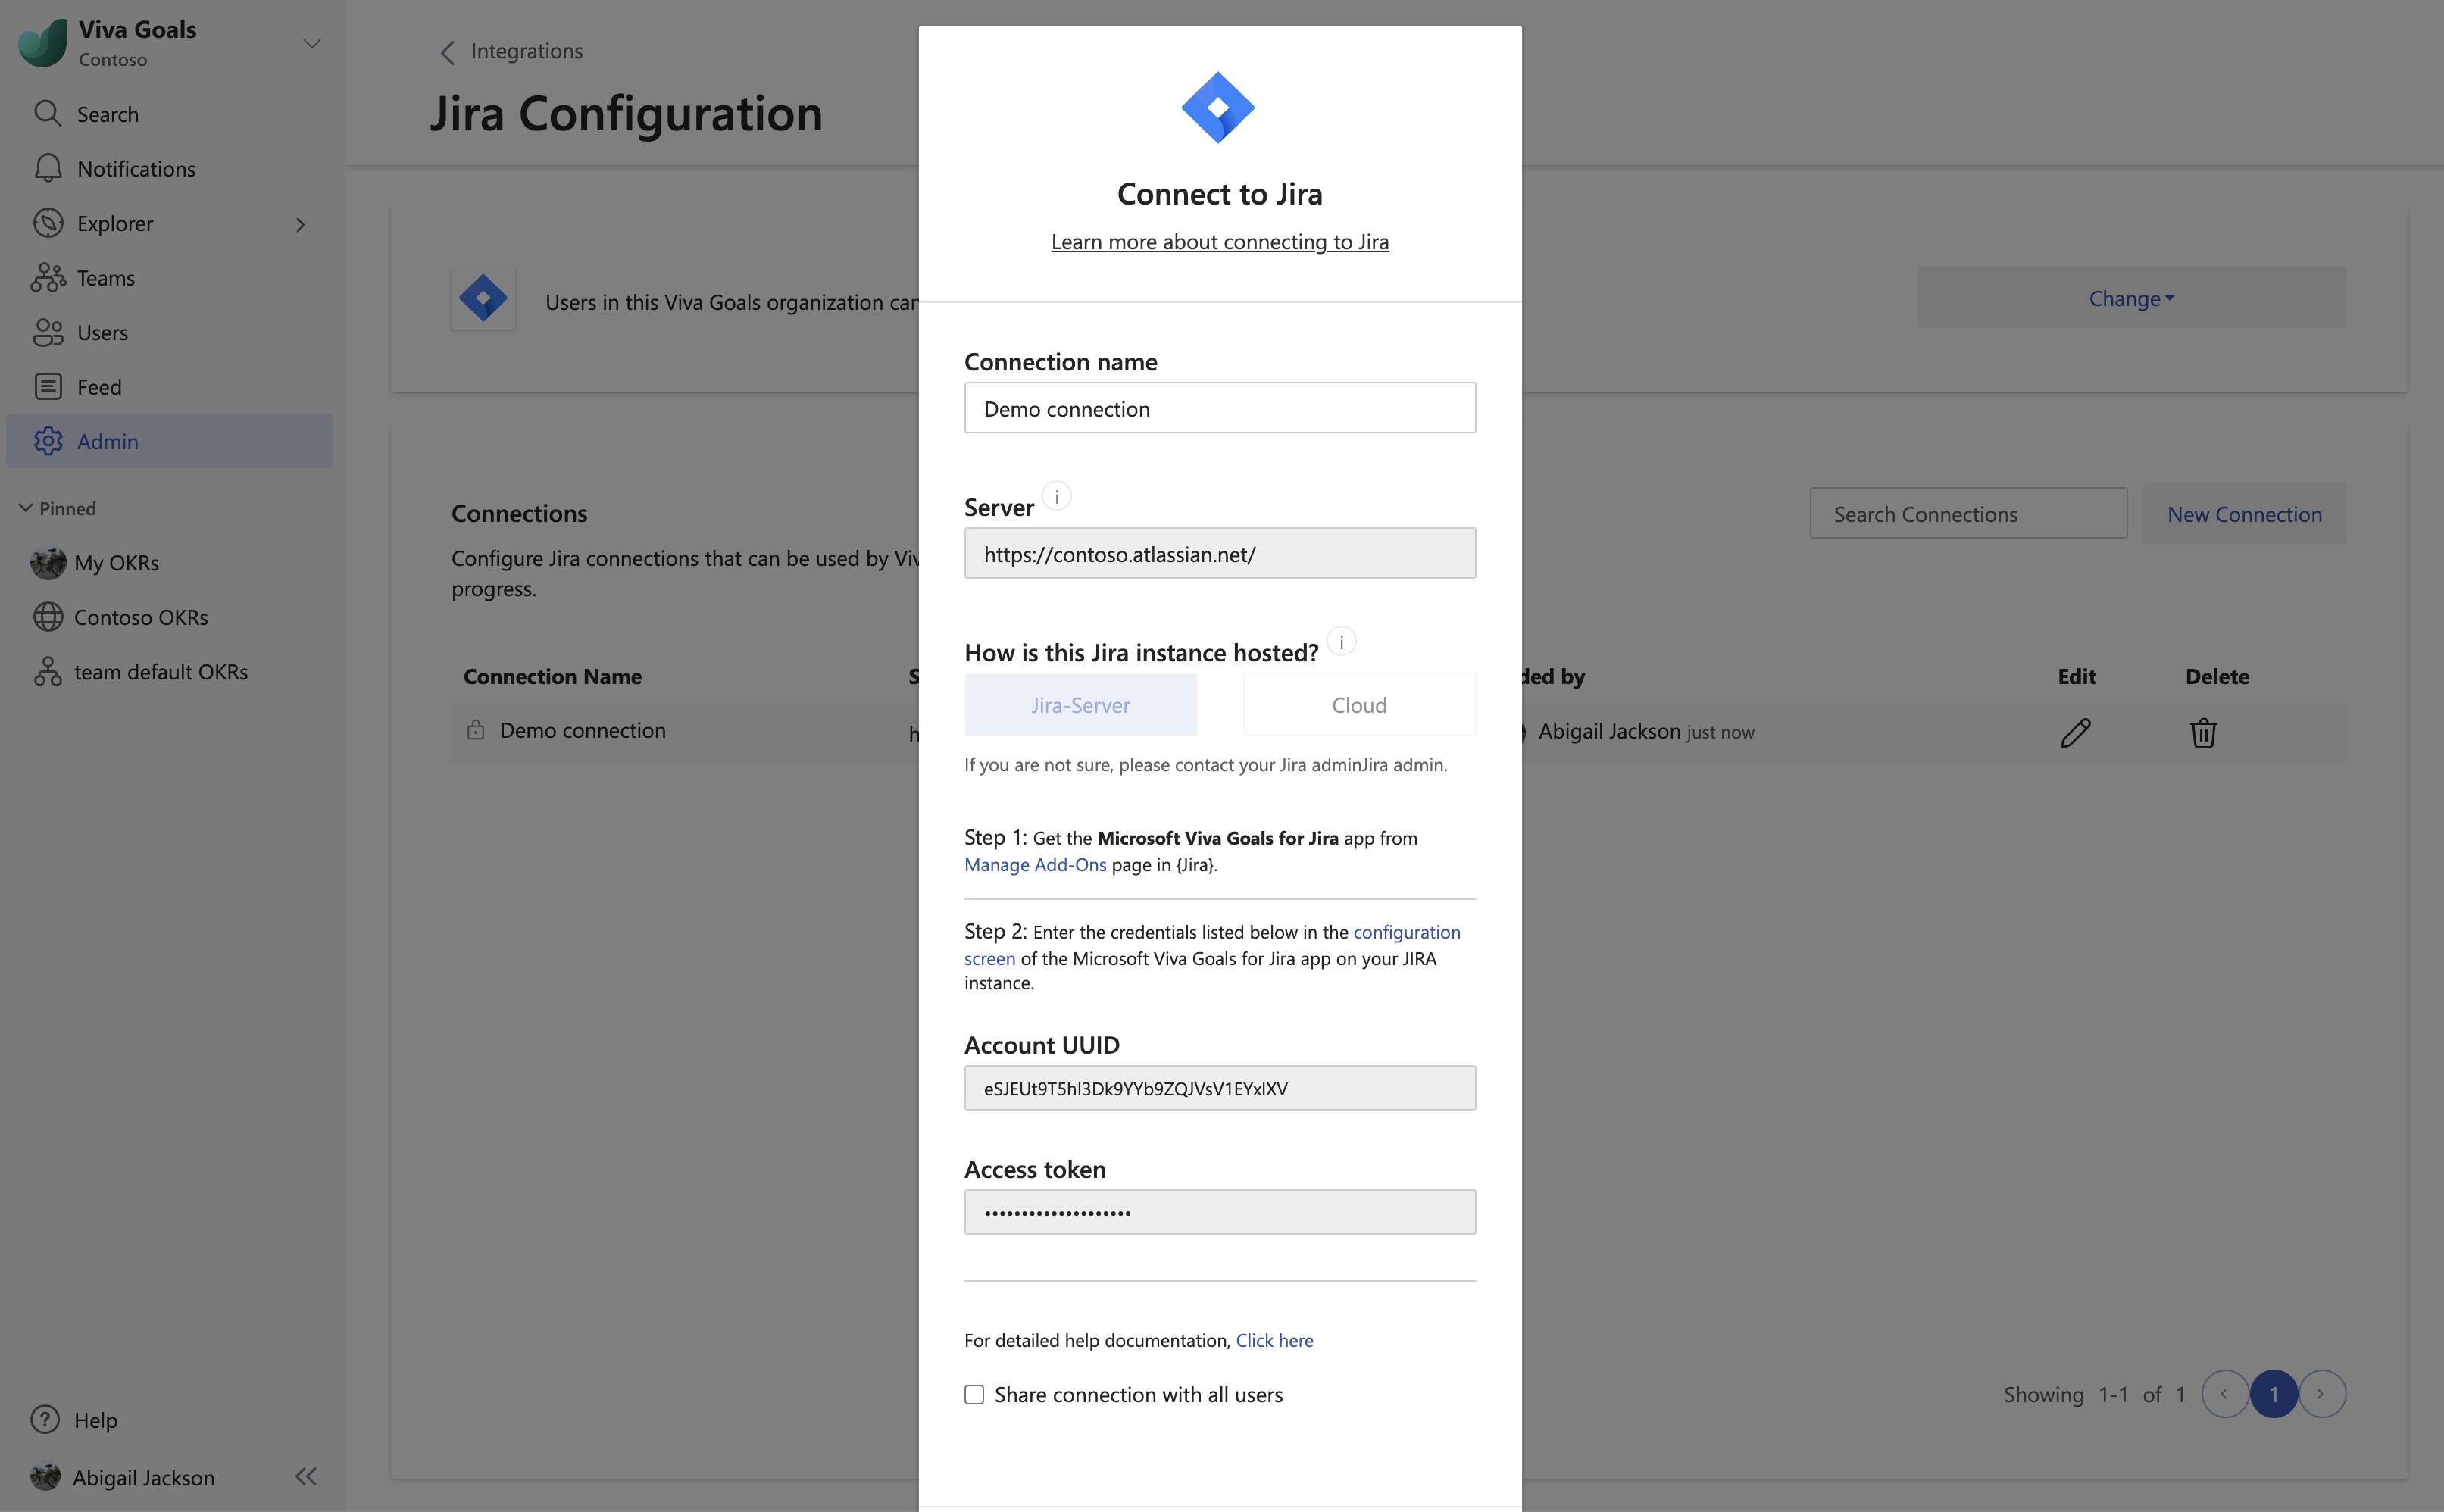 Viva Goals
Contoso
Search
Notifications
Explorer
Teams
Users
Feed
Admin
Pinned
My OKRs
Contoso OKRs
team default OKRs
Help
Abigail Jackson
Integrations
Jira Configuration
Users in this Viva Goals organization
Change
Connections
Configure Jira connections that can be used by
progress.
Search Connections
New Connection
Connection Name
by
Edit
Delete
Demo connection
Abigail Jackson just now
Showing 1-1 of 1
1
Connect to Jira
Learn more about connecting to Jira
Connection name
Demo connection
Server
https://contoso.atlassian.net/
How is this Jira instance hosted?
Jira-Server
Cloud
If you are not sure, please contact your Jira adminJira admin.
Step 1: Get the Microsoft Viva Goals for Jira app from
Manage Add-Ons page in {Jira}.
Step 2: Enter the credentials listed below in the configuration
screen of the Microsoft Viva Goals for Jira app on your JIRA
instance.
Account UUID
eSJEUt9T5hI3Dk9YYb9ZQJVsV1EYxlXV
Access token
••••••••••••••••••••
For detailed help documentation, Click here
Share connection with all users